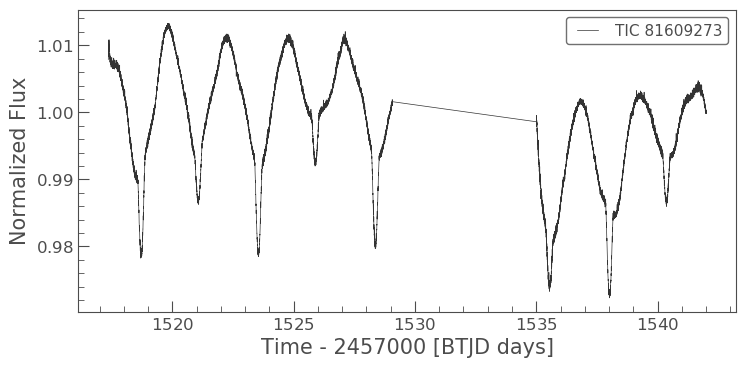 TIC 81609273
Normalized Flux
1.01
1.00
0.99
0.98
1520 1525 1530 1535 1540
Time - 2457000 [BTJD days]